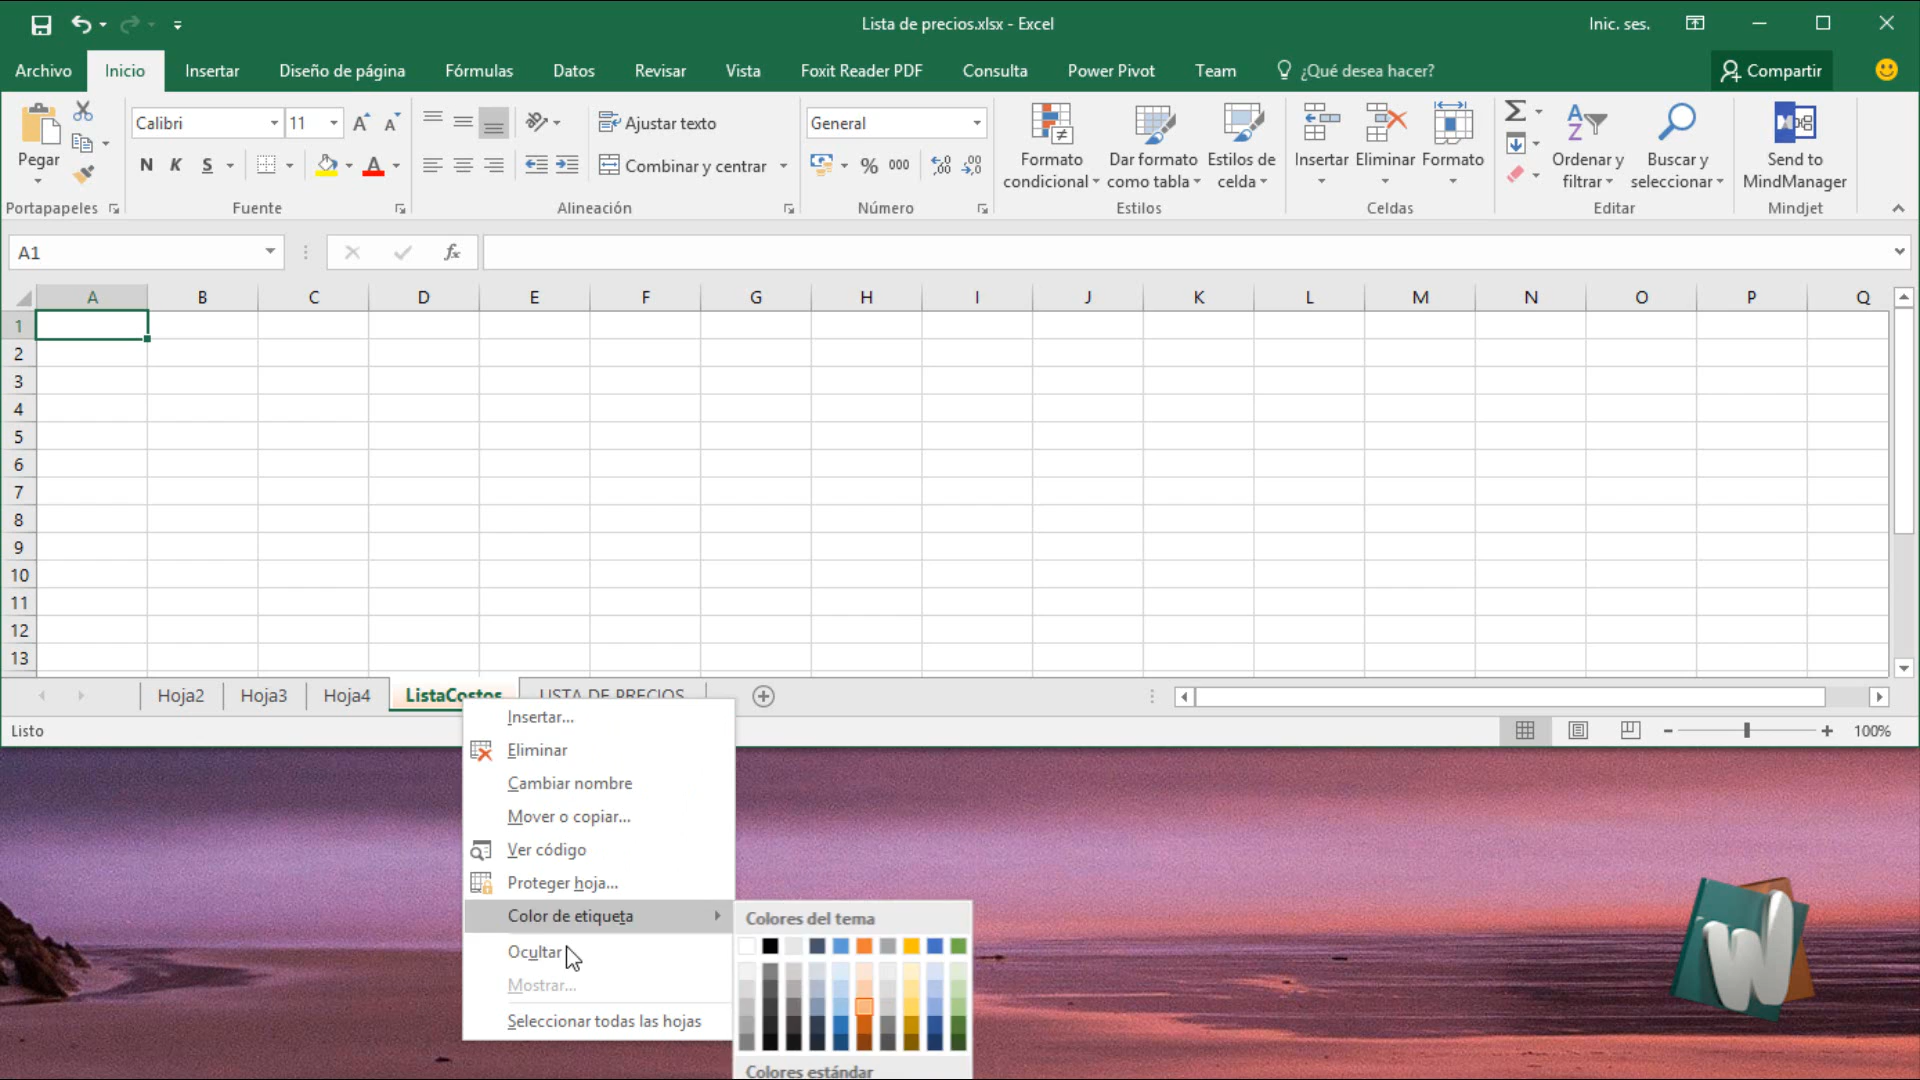 Lista de precios.xlsx - Excel
Inic. ses.
Archivo Inicio Insertar Diseño de página Fórmulas Datos Revisar Vista Foxit Reader PDF Consulta Power Pivot Team ¿Qué desea hacer? Compartir
Pegar
Portapapeles
Calibri 11
N K S
Fuente
Ajustar texto
Combinar y centrar
Alineación
General
% 000
Número
Formato condicional
Dar formato como tabla
Estilos de celda
Estilos
Insertar Eliminar Formato
Celdas
Ordenar y filtrar
Buscar y seleccionar
Editar
Send to MindManager
Mindjet
A1
fx
A B C D E F G H I J K L M N O P Q
1
2
3
4
5
6
7
8
9
10
11
12
13
Hoja2 Hoja3 Hoja4 ListaCostos LISTA DE PRECIOS
Listo
100%
Insertar...
Eliminar
Cambiar nombre
Mover o copiar...
Ver código
Proteger hoja...
Color de etiqueta
Ocultar
Mostrar...
Seleccionar todas las hojas
Colores del tema
Colores estándar
W